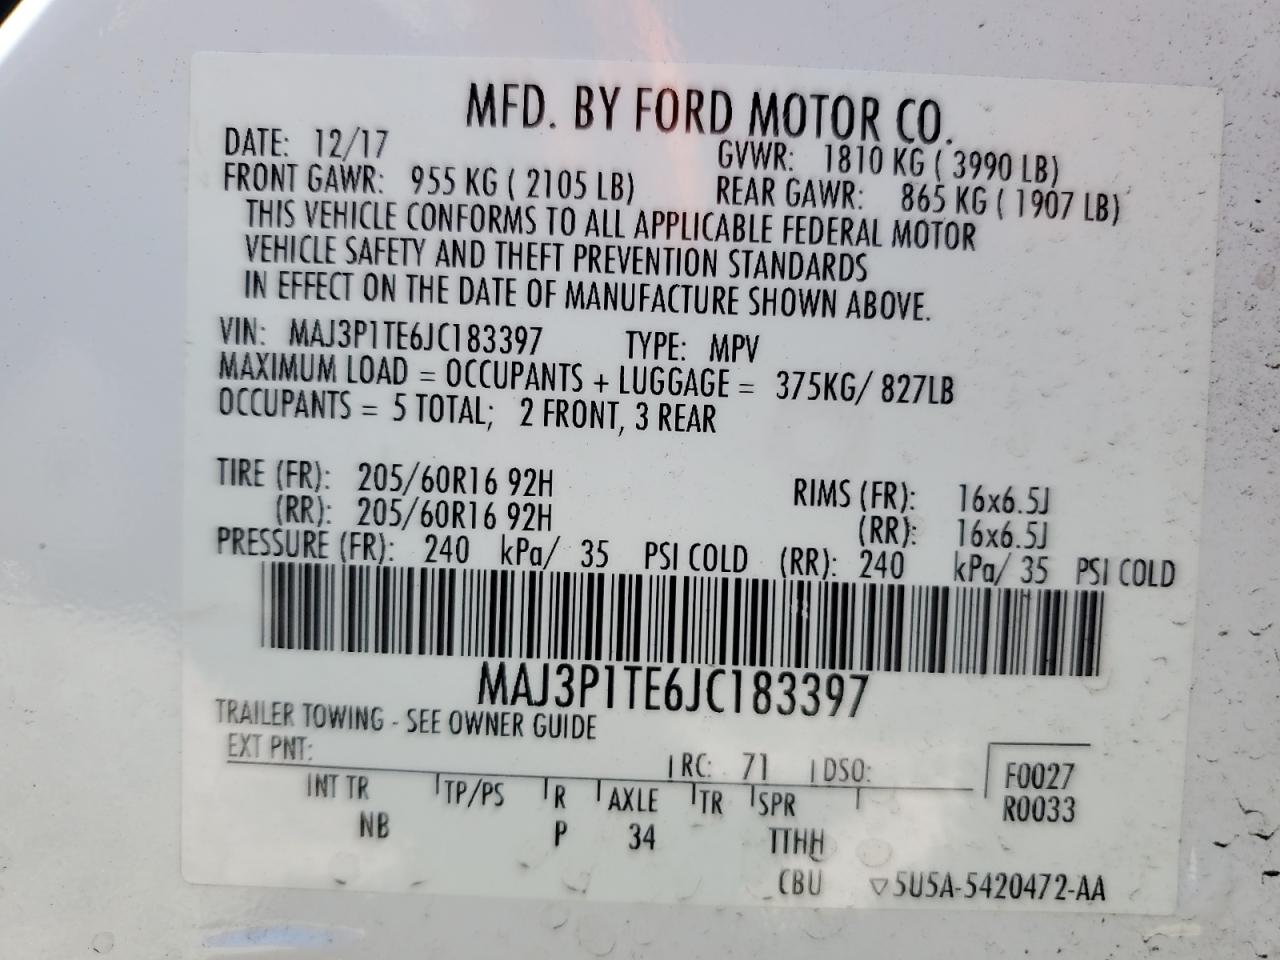 MFD. BY FORD MOTOR CO.
DATE: 12/17 GVWR: 1810 KG ( 3990 LB)
FRONT GAWR: 955 KG ( 2105 LB) REAR GAWR: 865 KG ( 1907 LB)
THIS VEHICLE CONFORMS TO ALL APPLICABLE FEDERAL MOTOR
VEHICLE SAFETY AND THEFT PREVENTION STANDARDS
IN EFFECT ON THE DATE OF MANUFACTURE SHOWN ABOVE.
VIN: MAJ3P1TE6JC183397 TYPE: MPV
MAXIMUM LOAD = OCCUPANTS + LUGGAGE = 375KG/ 827LB
OCCUPANTS = 5 TOTAL; 2 FRONT, 3 REAR
TIRE (FR): 205/60R16 92H RIMS (FR): 16x6.5J
(RR): 205/60R16 92H (RR): 16x6.5J
PRESSURE (FR): 240 kPa/ 35 PSI COLD (RR): 240 kPa/ 35 PSI COLD
MAJ3P1TE6JC183397
TRAILER TOWING - SEE OWNER GUIDE
EXT PNT: RC: 71 DSO: F0027
INT TR TP/PS R AXLE TR SPR R0033
NB P 34 TTHH
CBU ▽5U5A-5420472-AA